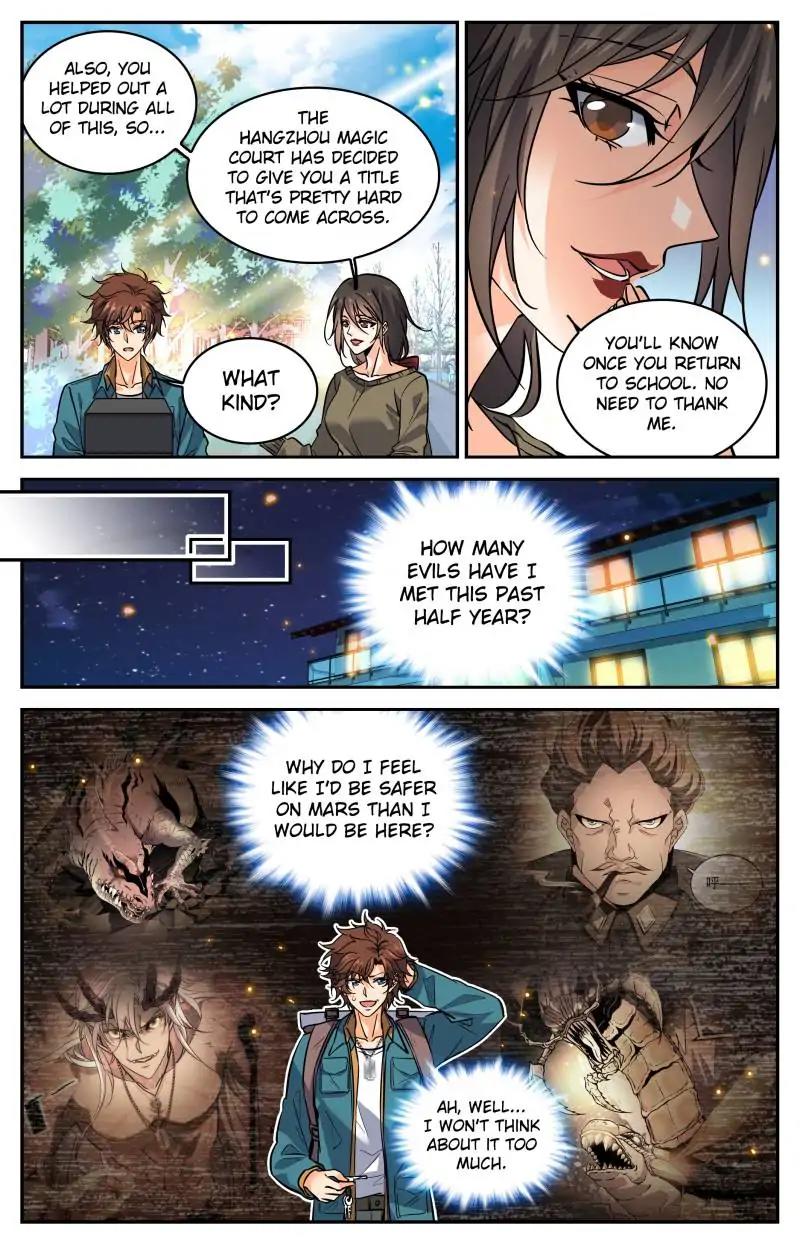 ALSO, YOU
HELPED OUT A
LOT DURING ALL
OF THIS, SO...
THE
HANGZHOU MAGIC
COURT HAS DECIDED
TO GIVE YOU A TITLE
THAT'S PRETTY HARD
TO COME ACROSS.
WHAT
KIND?
YOU'LL KNOW
ONCE YOU RETURN
TO SCHOOL. NO
NEED TO THANK
ME.
HOW MANY
EVILS HAVE I
MET THIS PAST
HALF YEAR?
WHY DO I FEEL
LIKE I'D BE SAFER
ON MARS THAN I
WOULD BE HERE?
呼
AH, WELL...
I WON'T THINK
ABOUT IT TOO
MUCH.